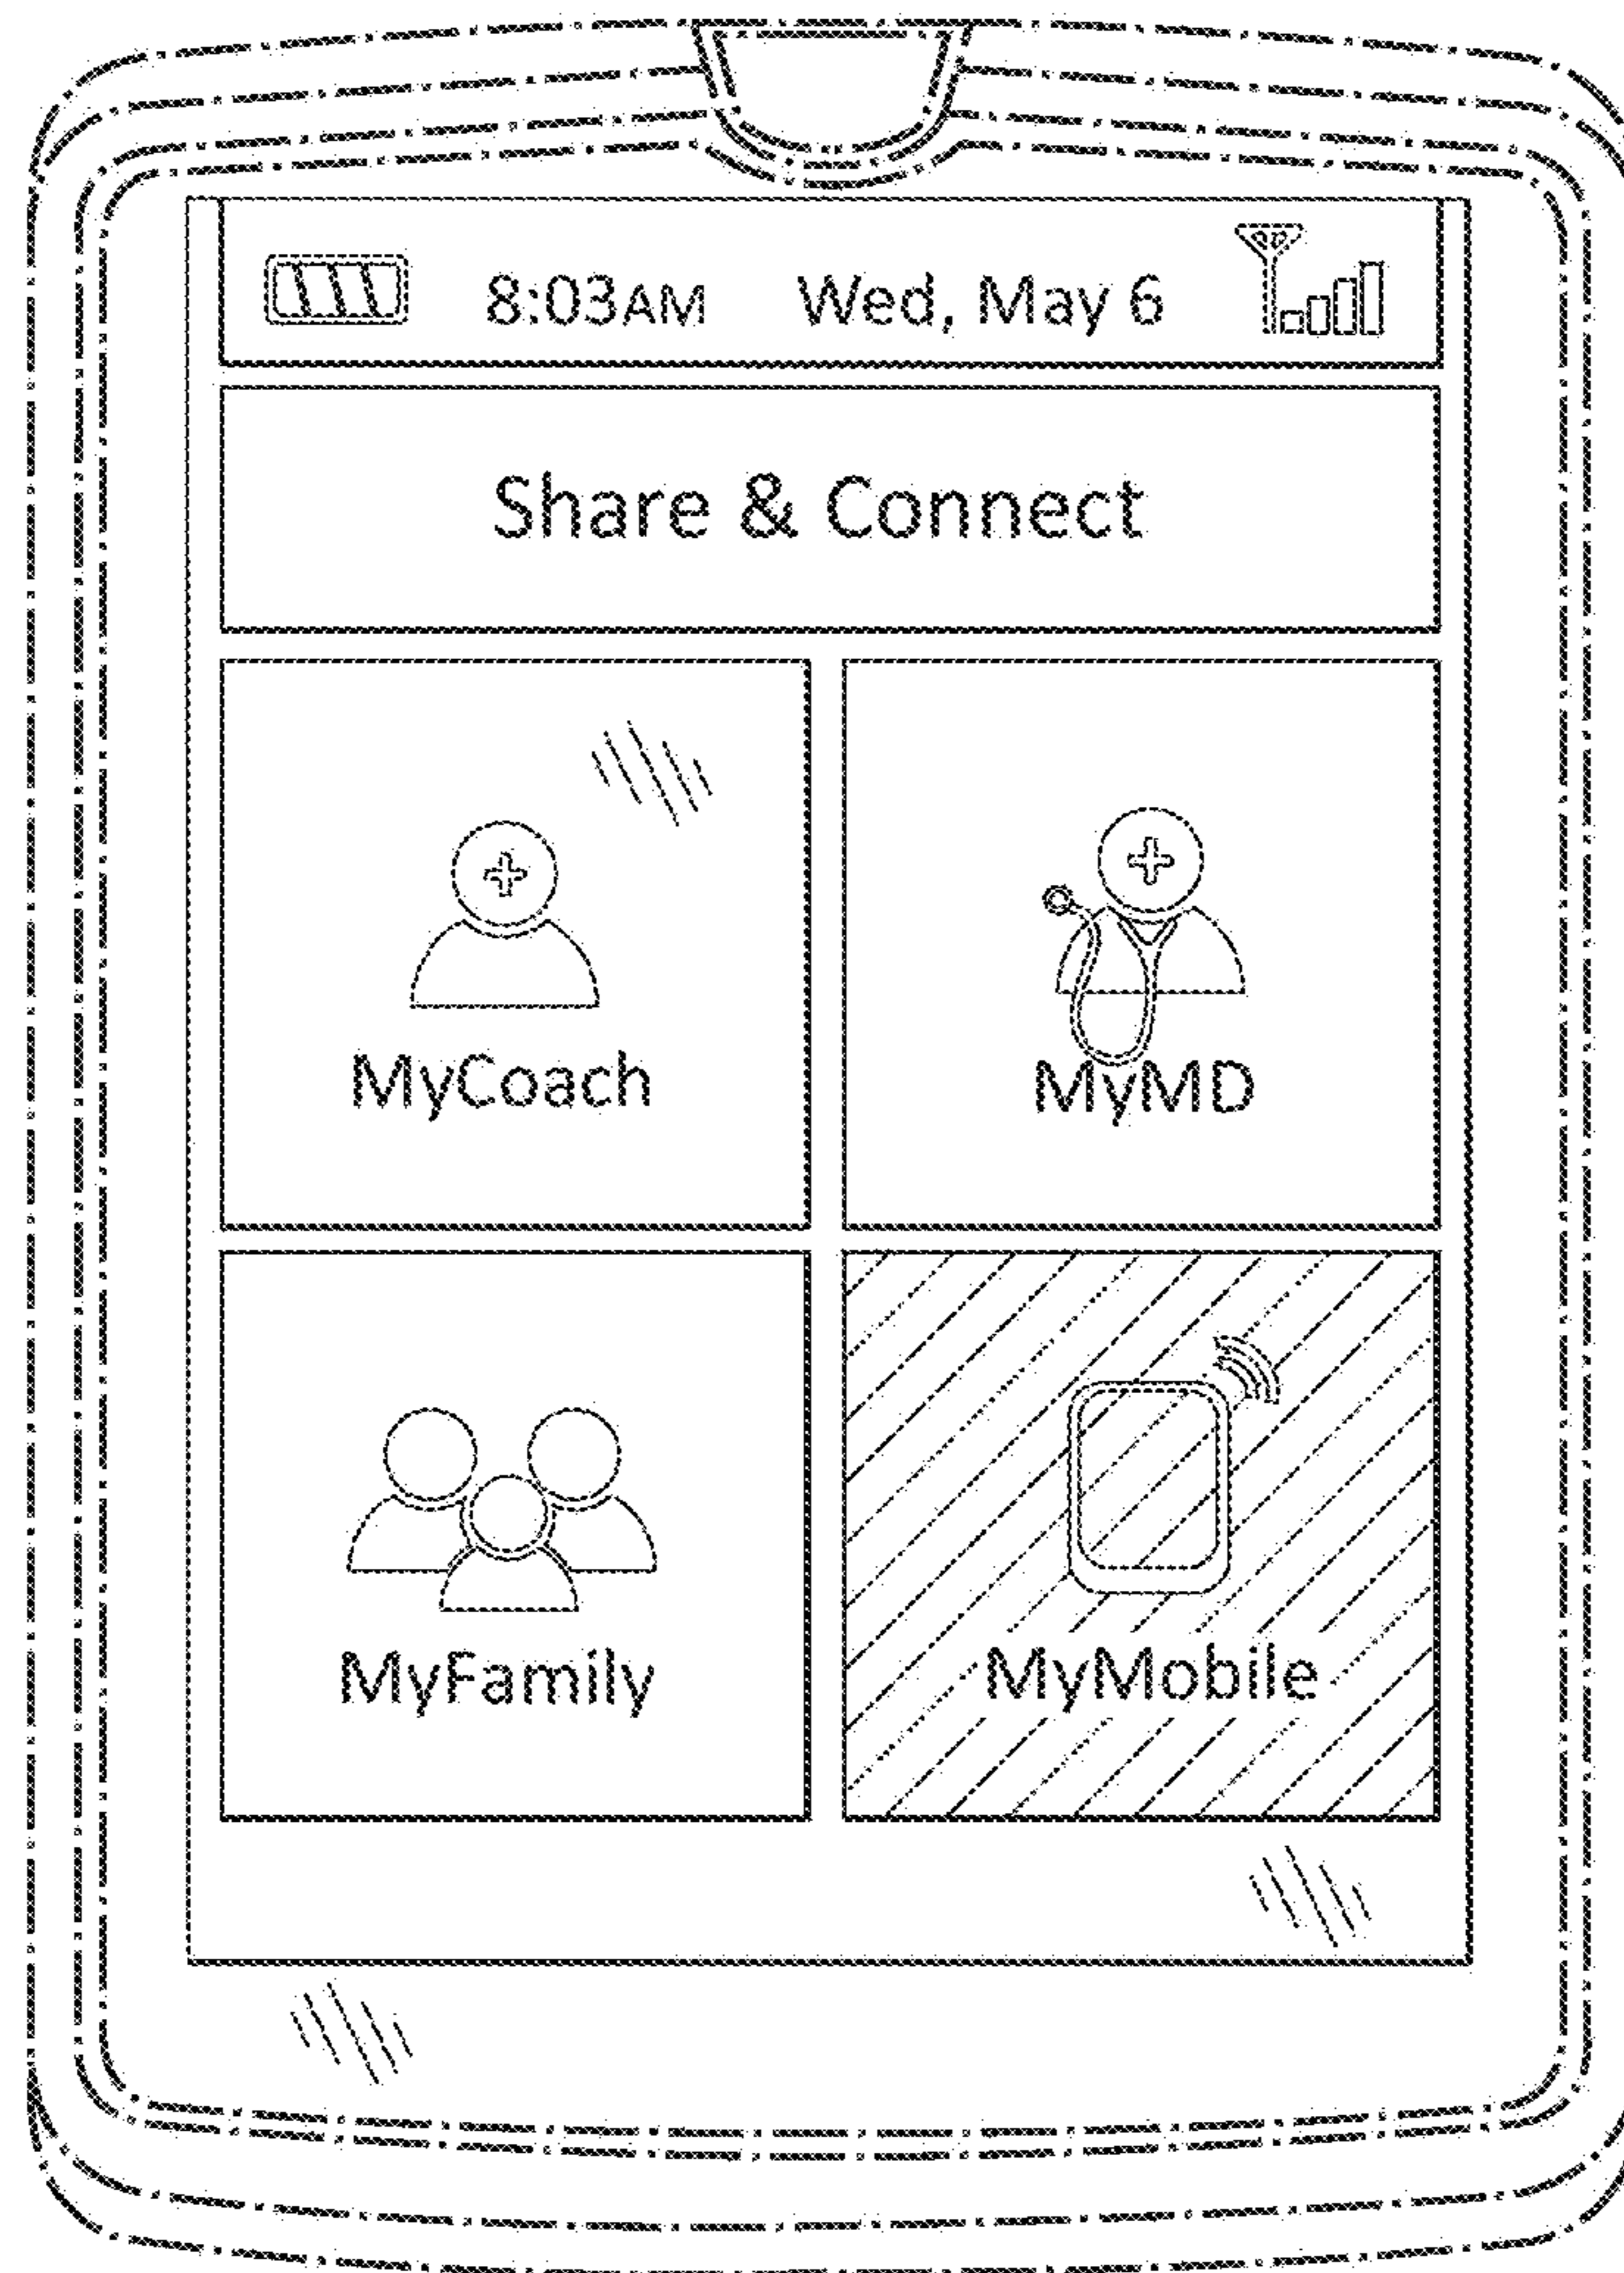 8:03AM Wed, May 6
Share & Connect
MyCoach
MyMD
MyFamily
MyMobile